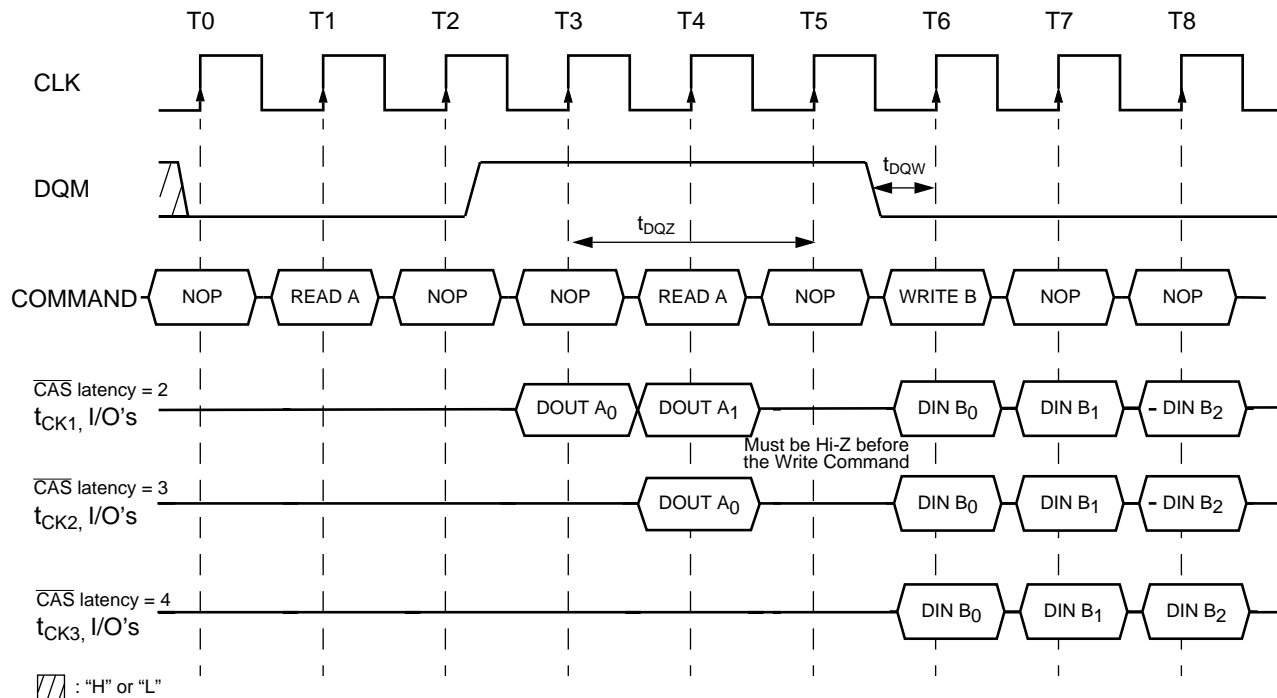 T0 T1 T2 T3 T4 T5 T6 T7 T8
CLK
DQM
tDQW
tDQZ
COMMAND NOP READ A NOP NOP READ A NOP WRITE B NOP NOP
CAS latency = 2
tCK1, I/O's
DOUT A0 DOUT A1 DIN B0 DIN B1 DIN B2
Must be Hi-Z before
the Write Command
CAS latency = 3
tCK2, I/O's
DOUT A0 DIN B0 DIN B1 DIN B2
CAS latency = 4
tCK3, I/O's
DIN B0 DIN B1 DIN B2
: “H” or “L”